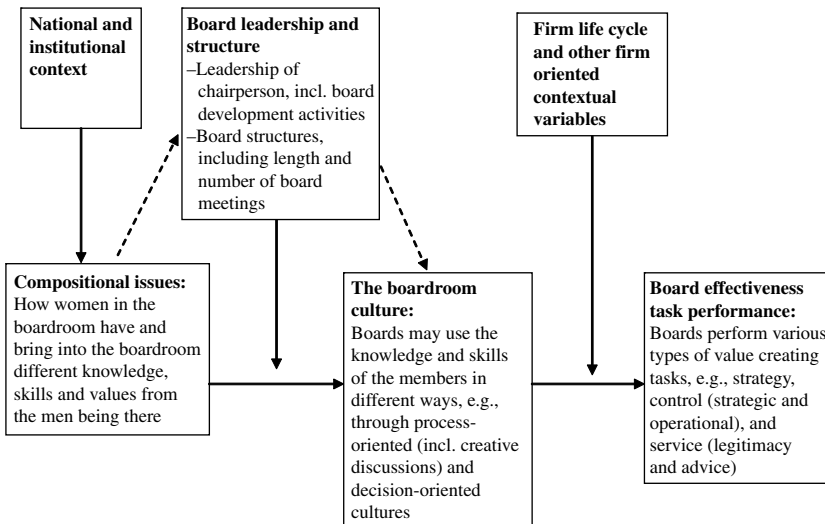 National and
institutional
context
Board leadership and
structure
–Leadership of
chairperson, incl. board
development activities
–Board structures,
including length and
number of board
meetings
Firm life cycle
and other firm
oriented
contextual
variables
Compositional issues:
How women in the
boardroom have and
bring into the boardroom
different knowledge,
skills and values from
the men being there
The boardroom
culture:
Boards may use the
knowledge and skills
of the members in
different ways, e.g.,
through process-
oriented (incl. creative
discussions) and
decision-oriented
cultures
Board effectiveness
task performance:
Boards perform various
types of value creating
tasks, e.g., strategy,
control (strategic and
operational), and
service (legitimacy
and advice)